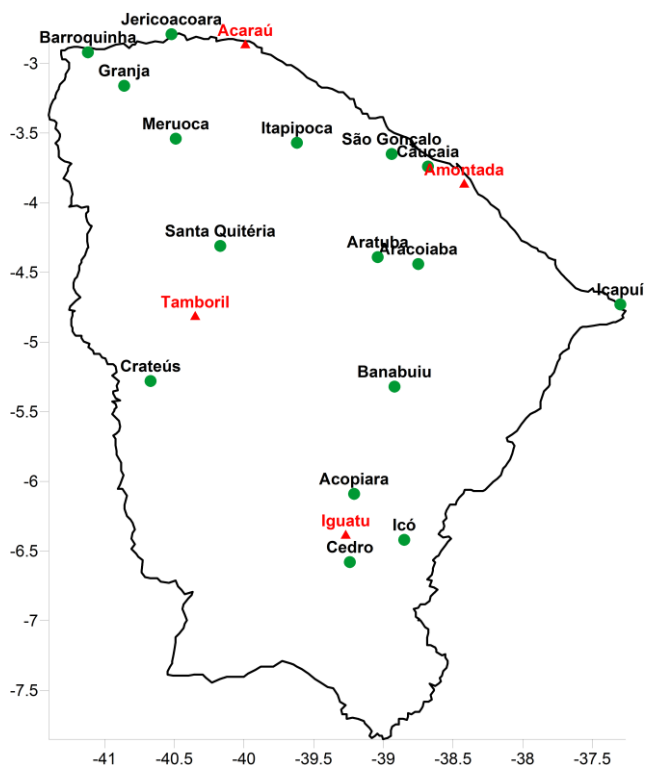 Jericoacoara
Acaraú
Barroquinha
-3
Granja
Meruoca
Itapipoca
-3.5
São Gonçalo
Caucaia
Amontada
-4
Santa Quitéria
Aratuba
Aracoiaba
-4.5
Icapuí
Tamboril
-5
Crateús
Banabuiu
-5.5
Acopiara
-6
Iguatu
Icó
-6.5
Cedro
-7
-7.5
-41 -40.5 -40 -39.5 -39 -38.5 -38 -37.5